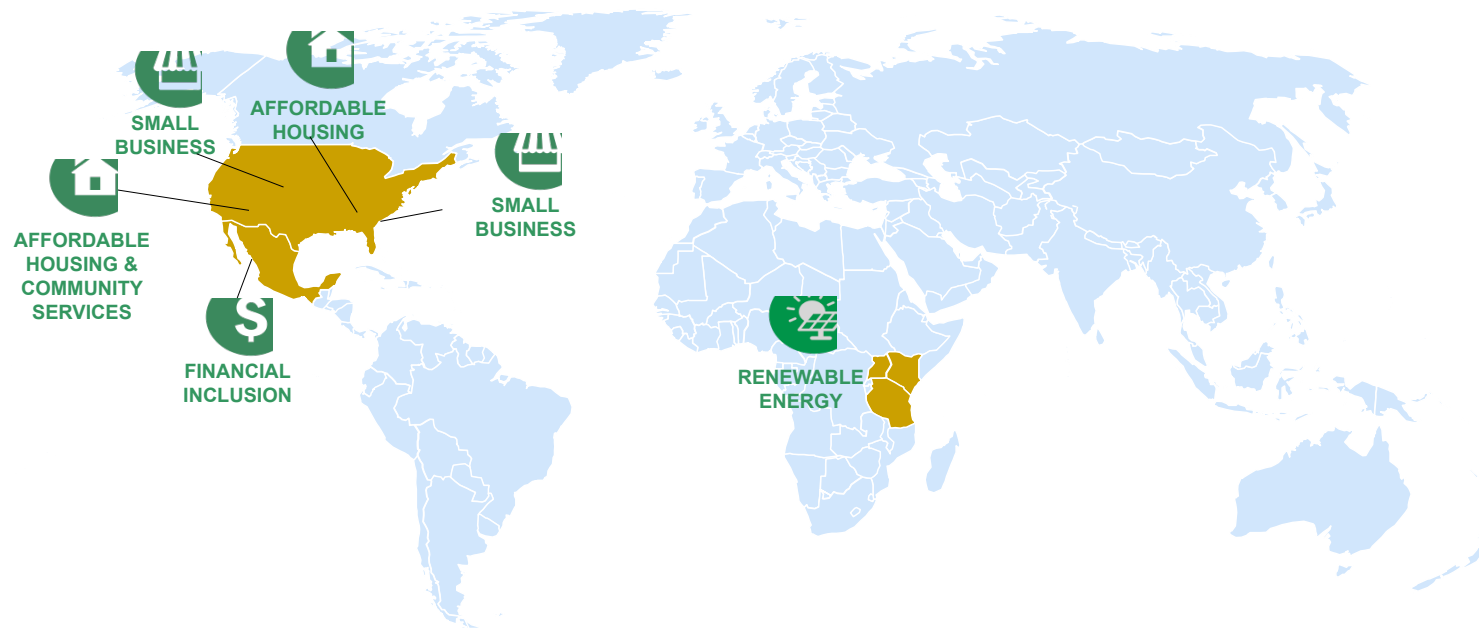 SMALL
BUSINESS
AFFORDABLE
HOUSING
SMALL
BUSINESS
AFFORDABLE
HOUSING &
COMMUNITY
SERVICES
$
FINANCIAL
INCLUSION
RENEWABLE
ENERGY